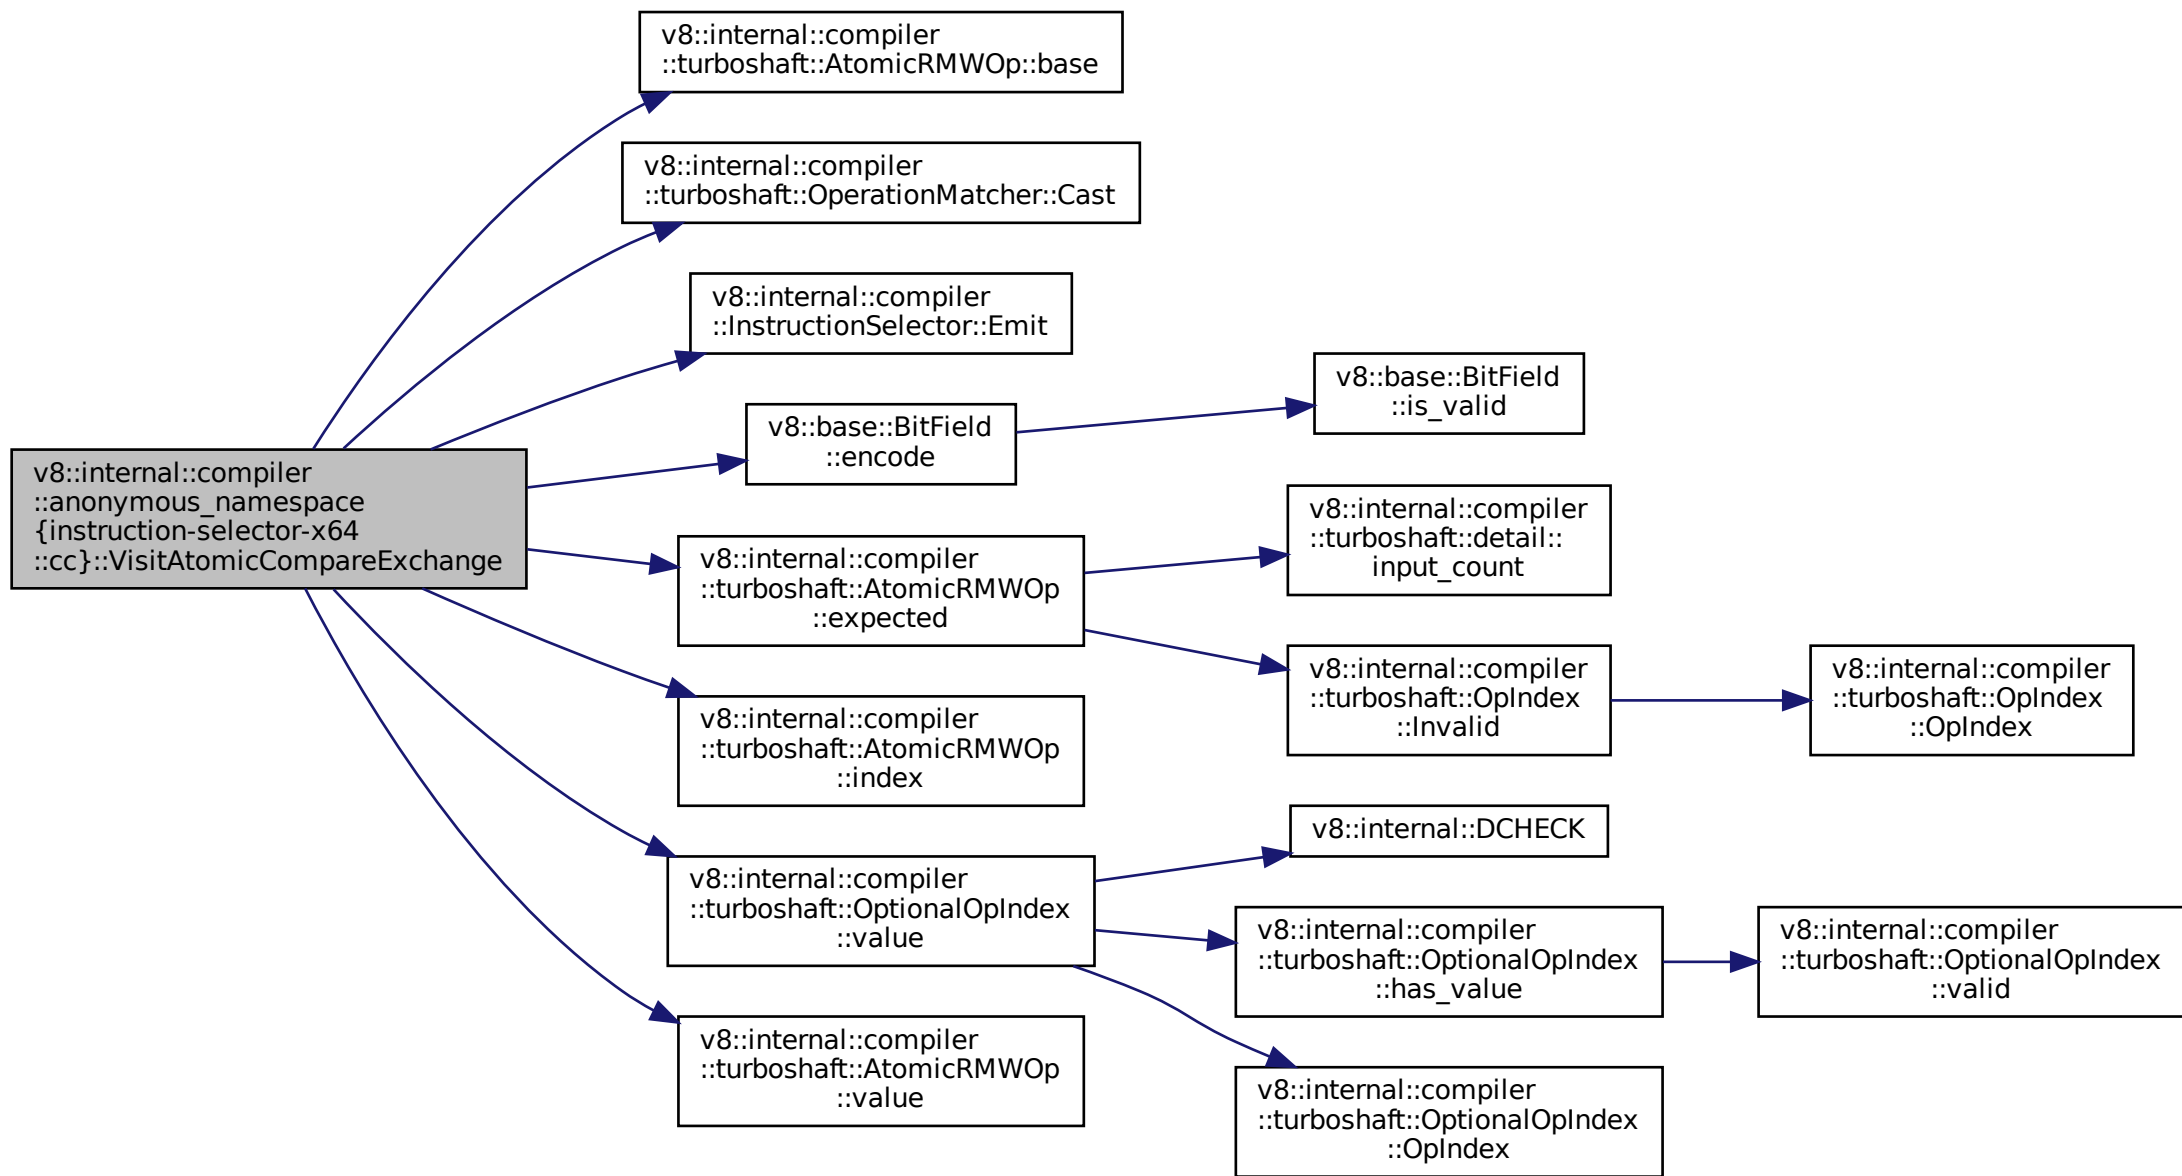 v8::internal::compiler
::turboshaft::AtomicRMWOp::base
v8::internal::compiler
::turboshaft::OperationMatcher::Cast
v8::internal::compiler
::InstructionSelector::Emit
v8::base::BitField
::is_valid
v8::base::BitField
::encode
v8::internal::compiler
::anonymous_namespace
{instruction-selector-x64
::cc}::VisitAtomicCompareExchange
v8::internal::compiler
::turboshaft::detail::
input_count
v8::internal::compiler
::turboshaft::AtomicRMWOp
::expected
v8::internal::compiler
::turboshaft::OpIndex
::Invalid
v8::internal::compiler
::turboshaft::OpIndex
::OpIndex
v8::internal::compiler
::turboshaft::AtomicRMWOp
::index
v8::internal::DCHECK
v8::internal::compiler
::turboshaft::OptionalOpIndex
::value
v8::internal::compiler
::turboshaft::OptionalOpIndex
::has_value
v8::internal::compiler
::turboshaft::OptionalOpIndex
::valid
v8::internal::compiler
::turboshaft::AtomicRMWOp
::value
v8::internal::compiler
::turboshaft::OptionalOpIndex
::OpIndex